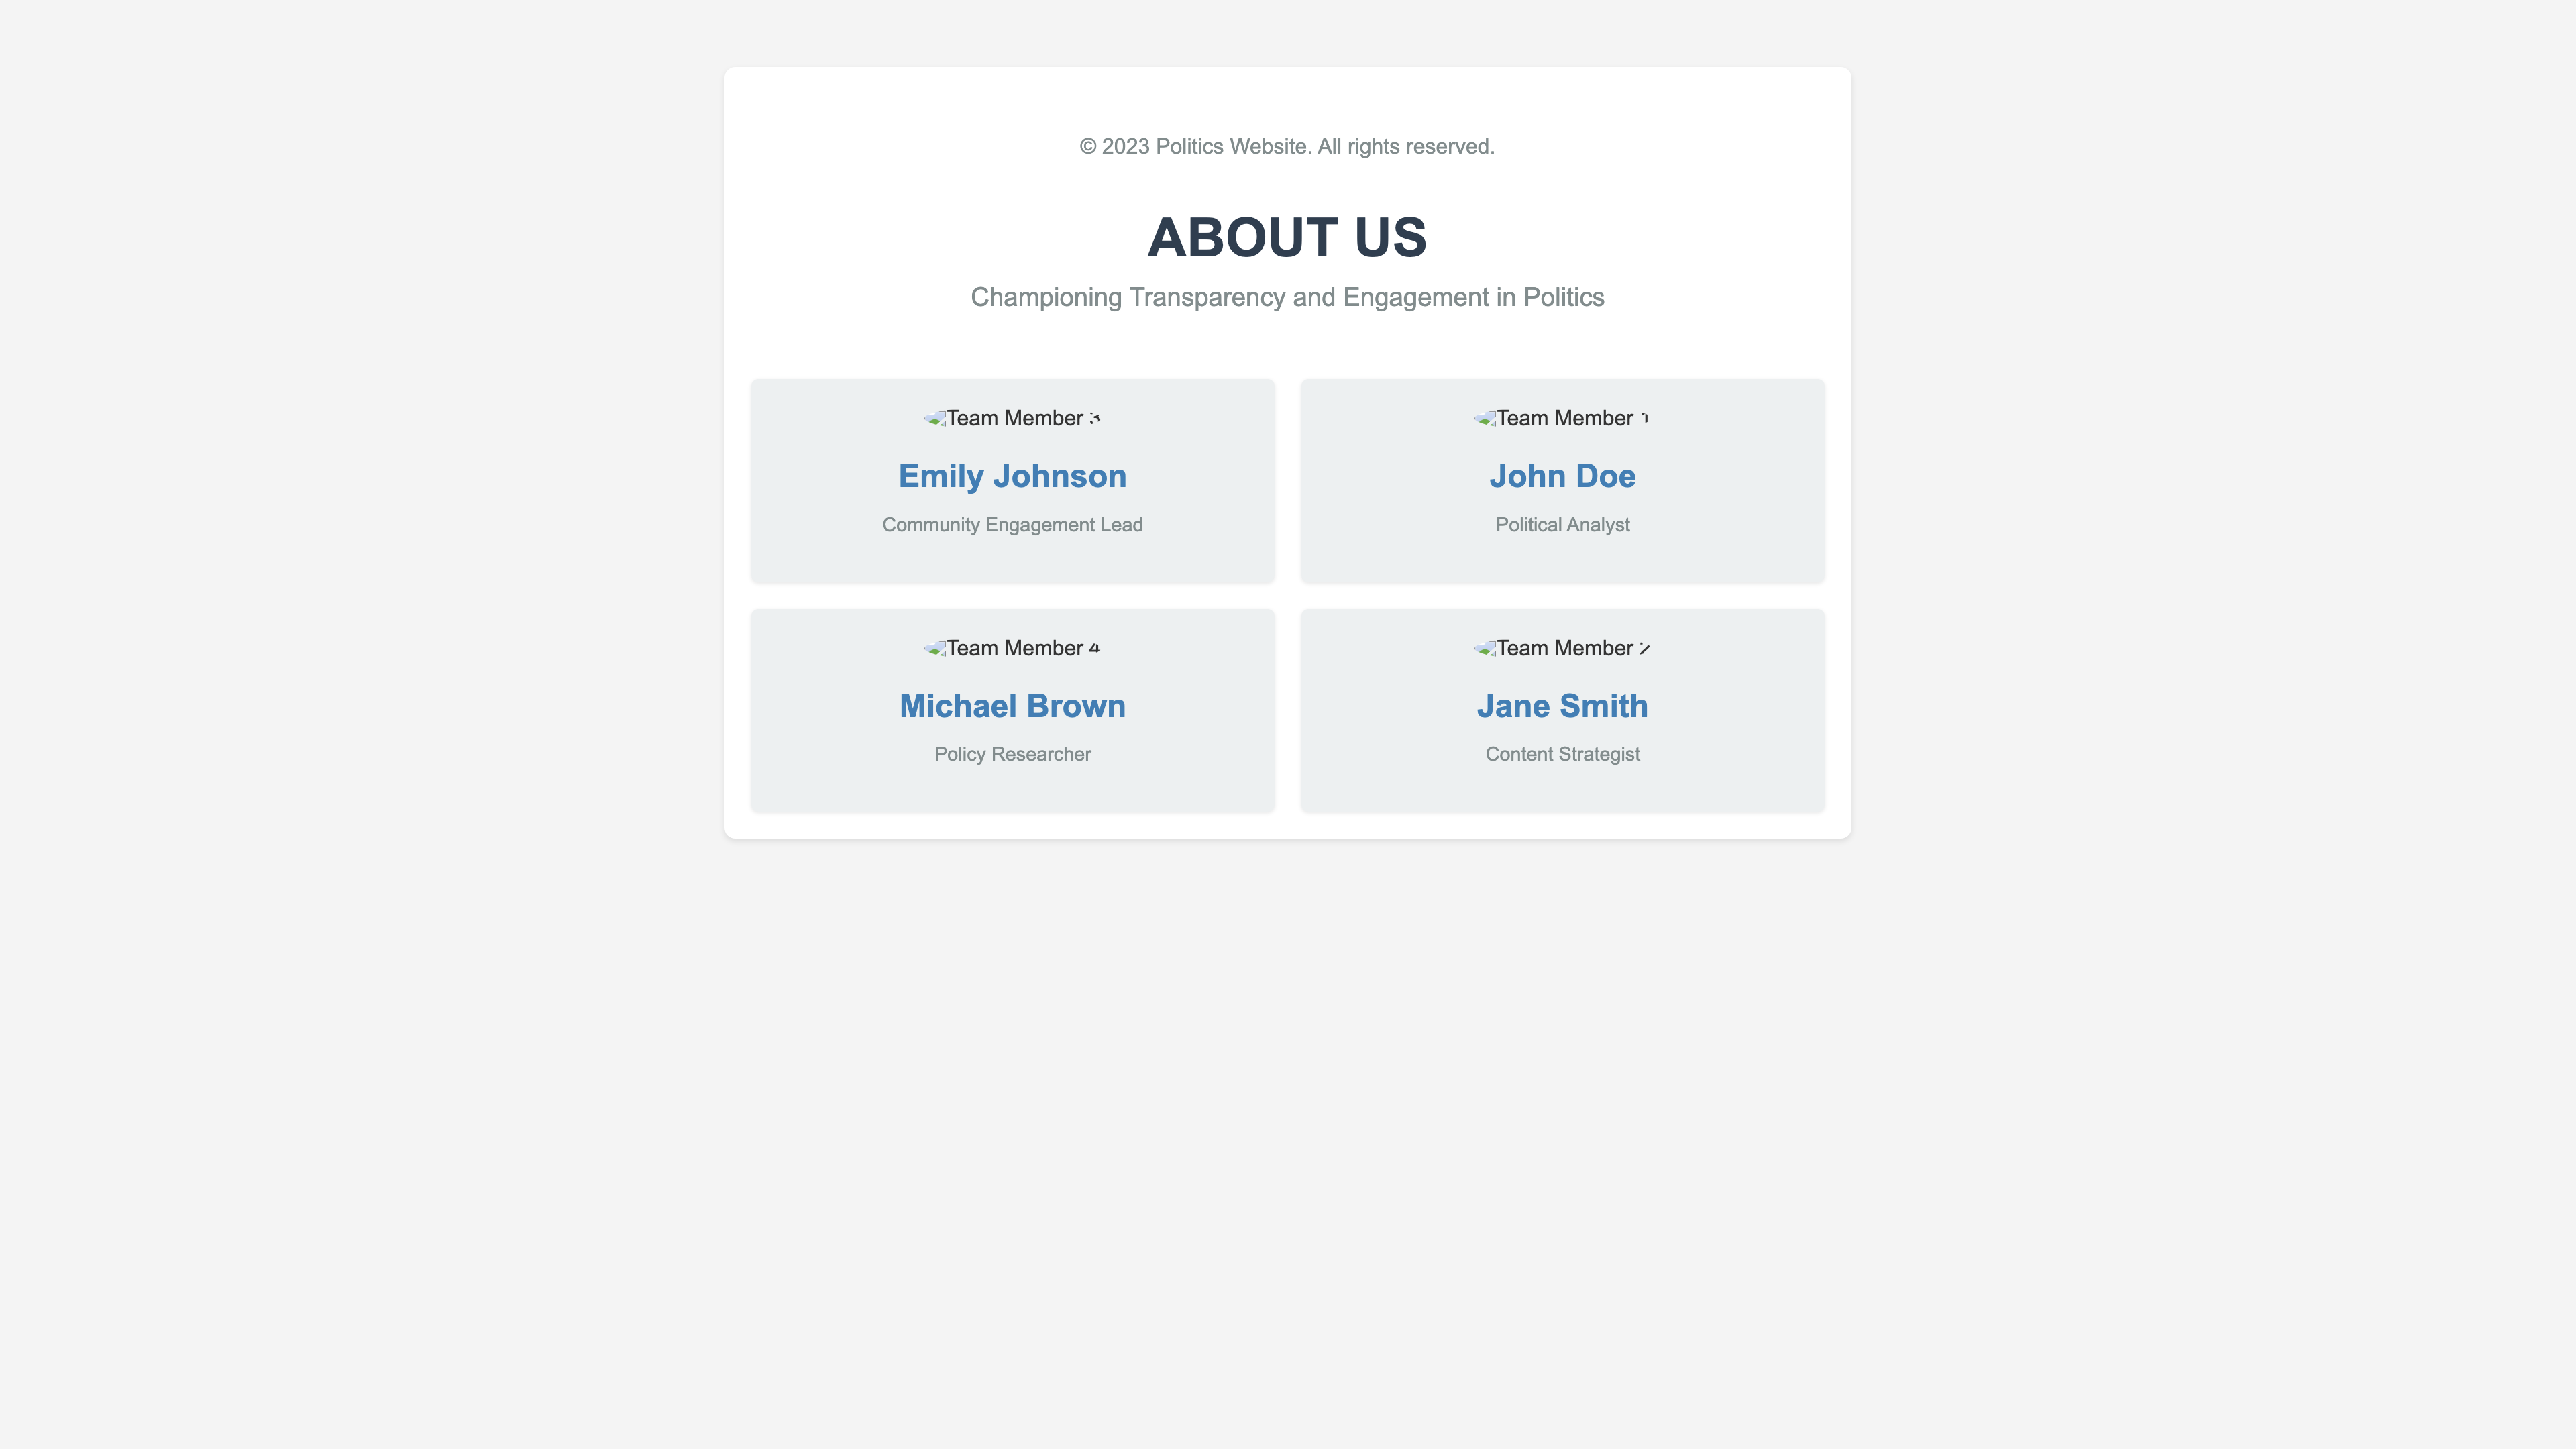 © 2023 Politics Website. All rights reserved.
ABOUT US
Championing Transparency and Engagement in Politics
Team Member 3
Emily Johnson
Community Engagement Lead
Team Member 1
John Doe
Political Analyst
Team Member 4
Michael Brown
Policy Researcher
Team Member 2
Jane Smith
Content Strategist